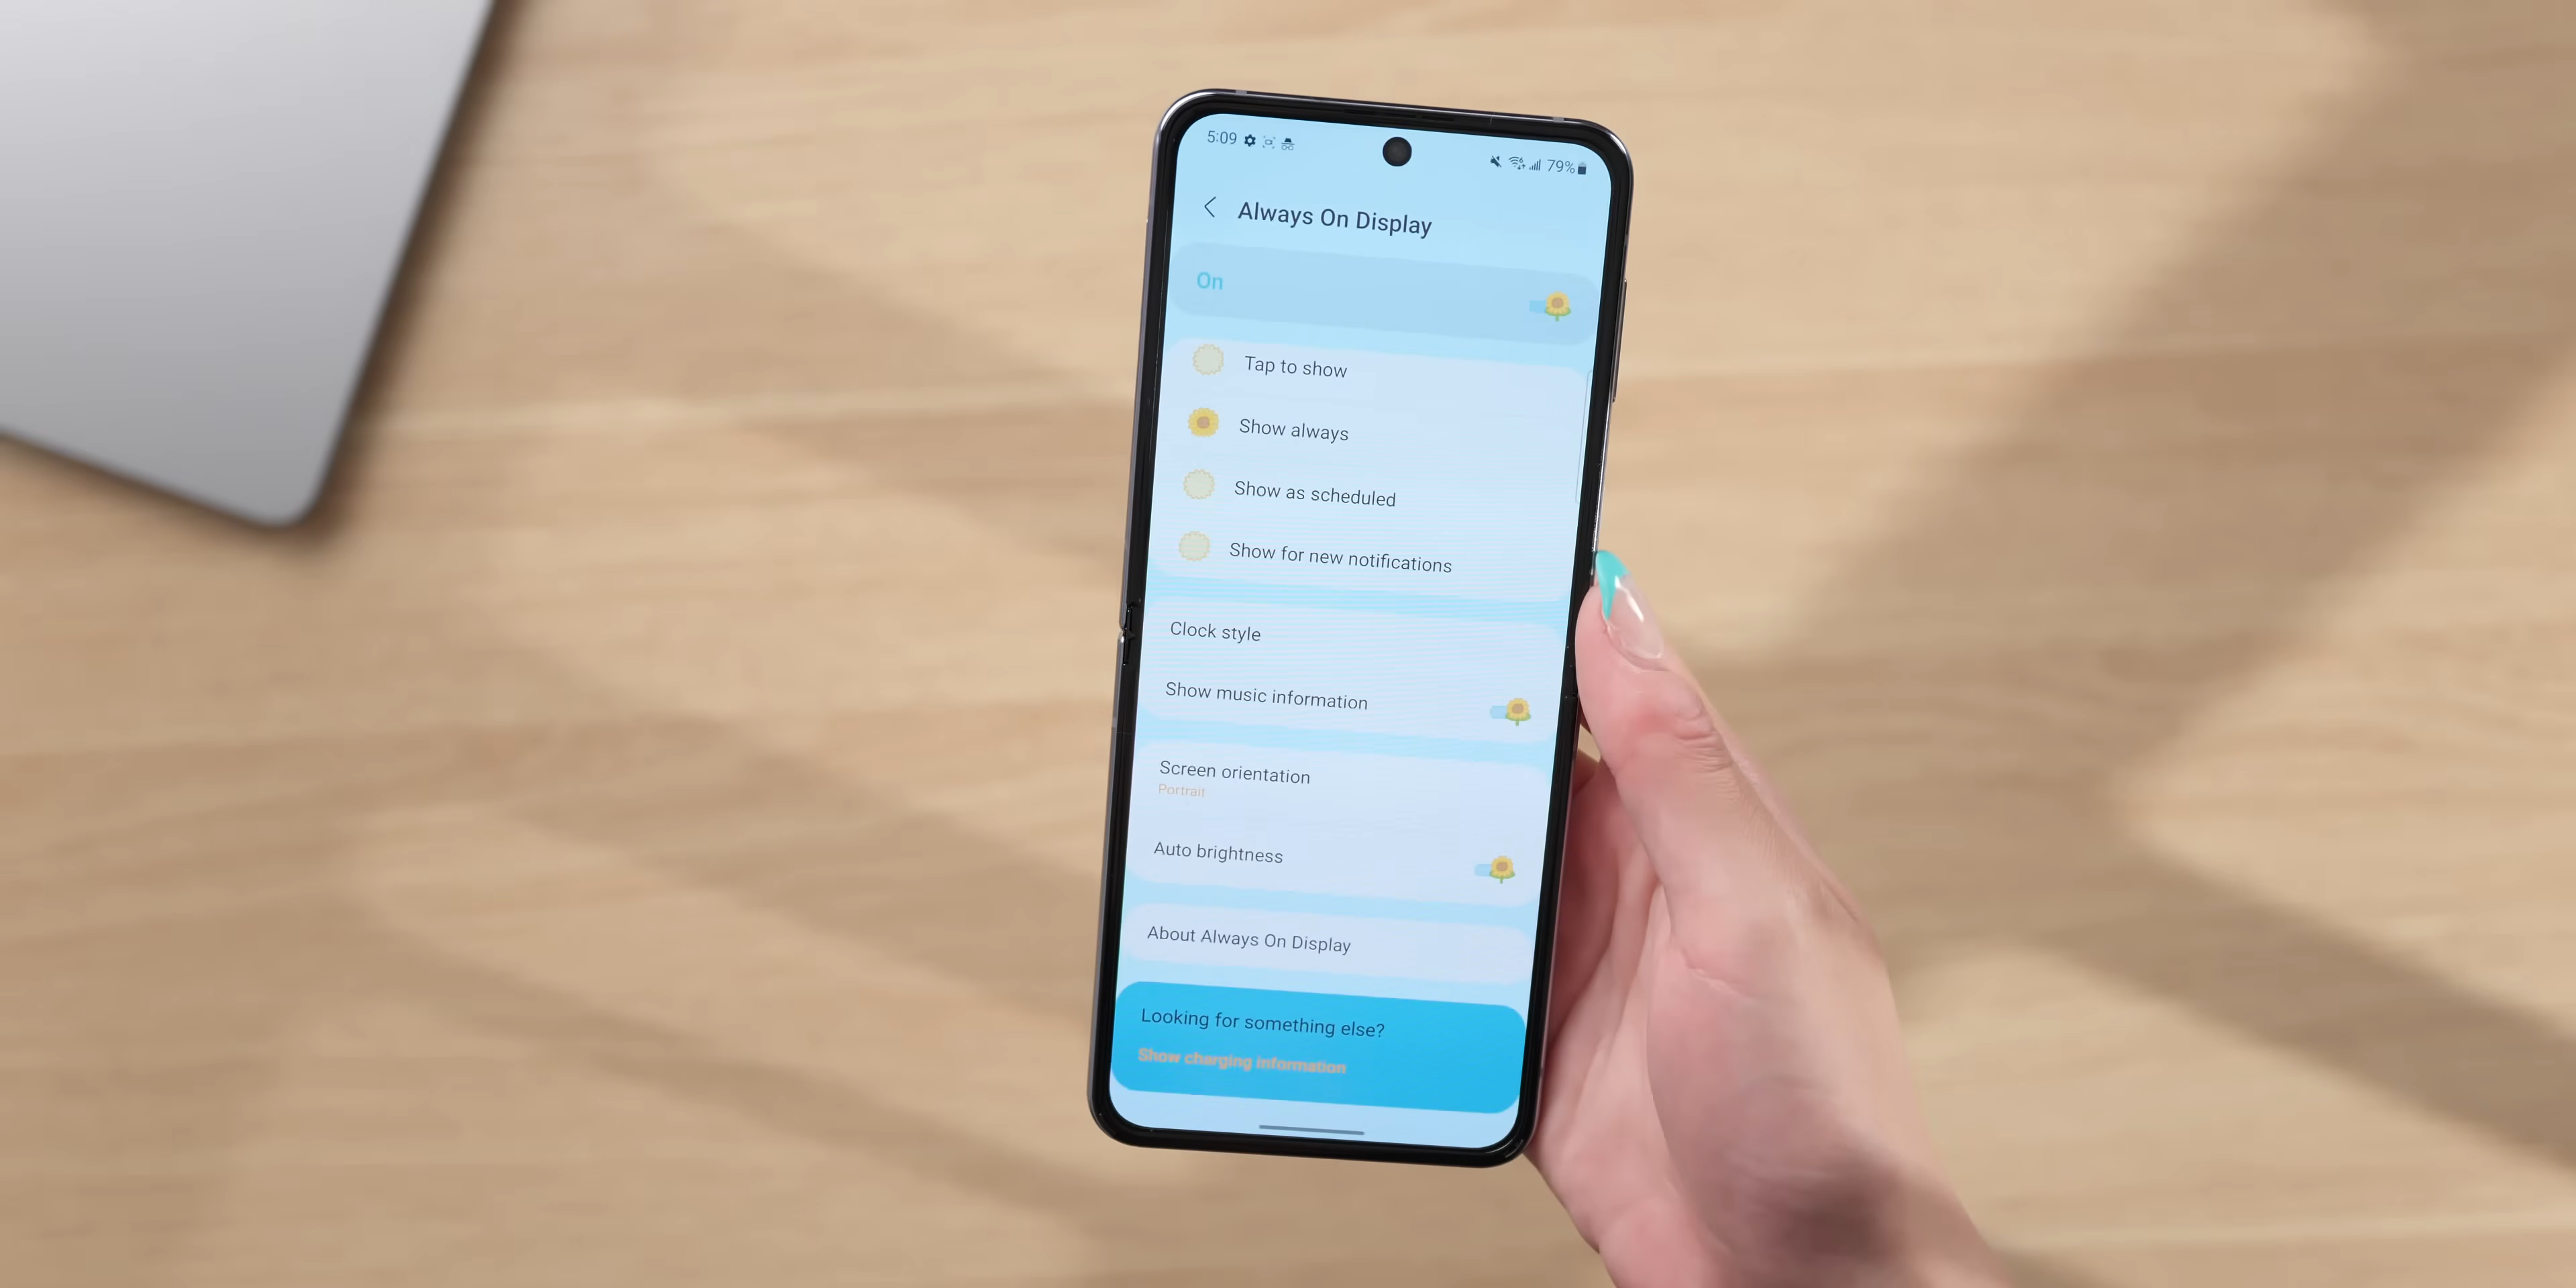 5:09
79%
Always On Display
On
Tap to show
Show always
Show as scheduled
Show for new notifications
Clock style
Show music information
Screen orientation
Portrait
Auto brightness
About Always On Display
Looking for something else?
Show charging information